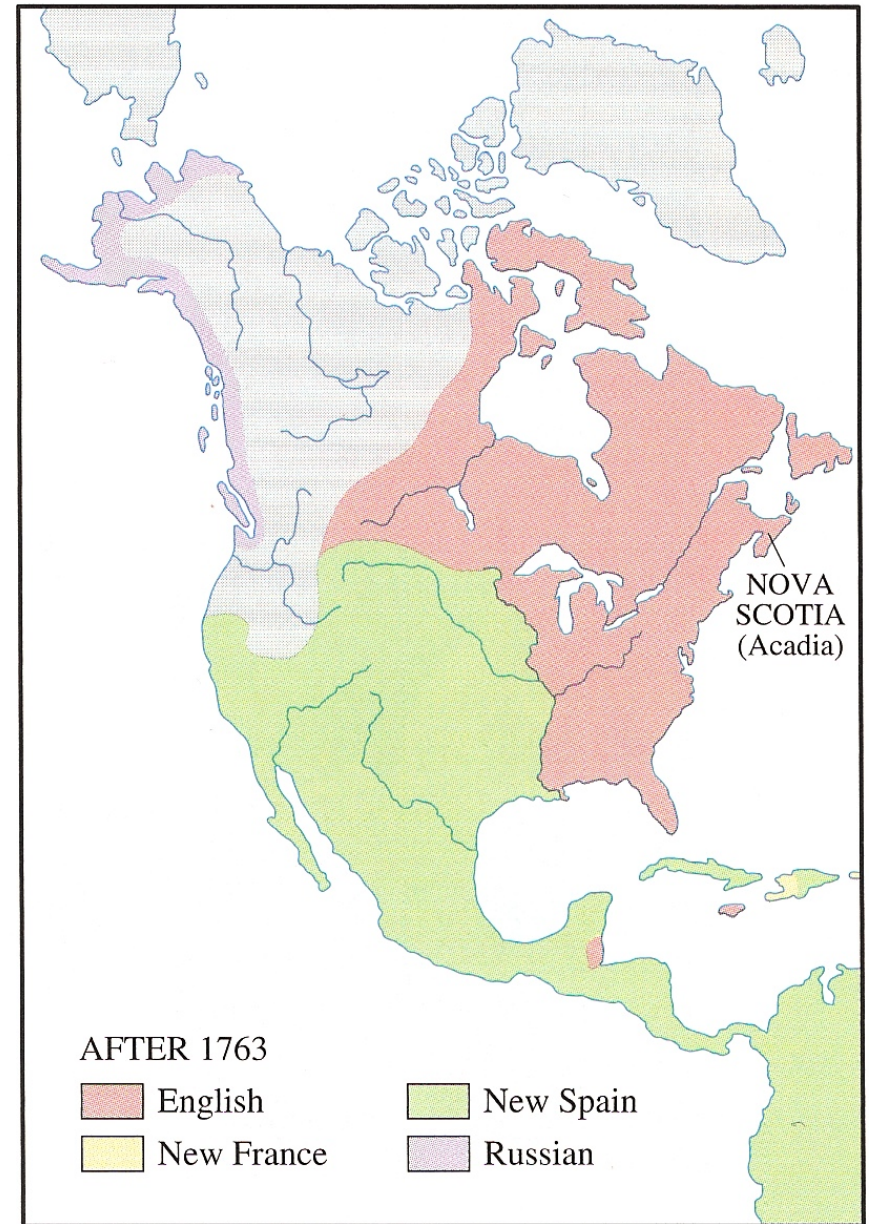 NOVA
SCOTIA
(Acadia)
AFTER 1763
English
New Spain
New France
Russian